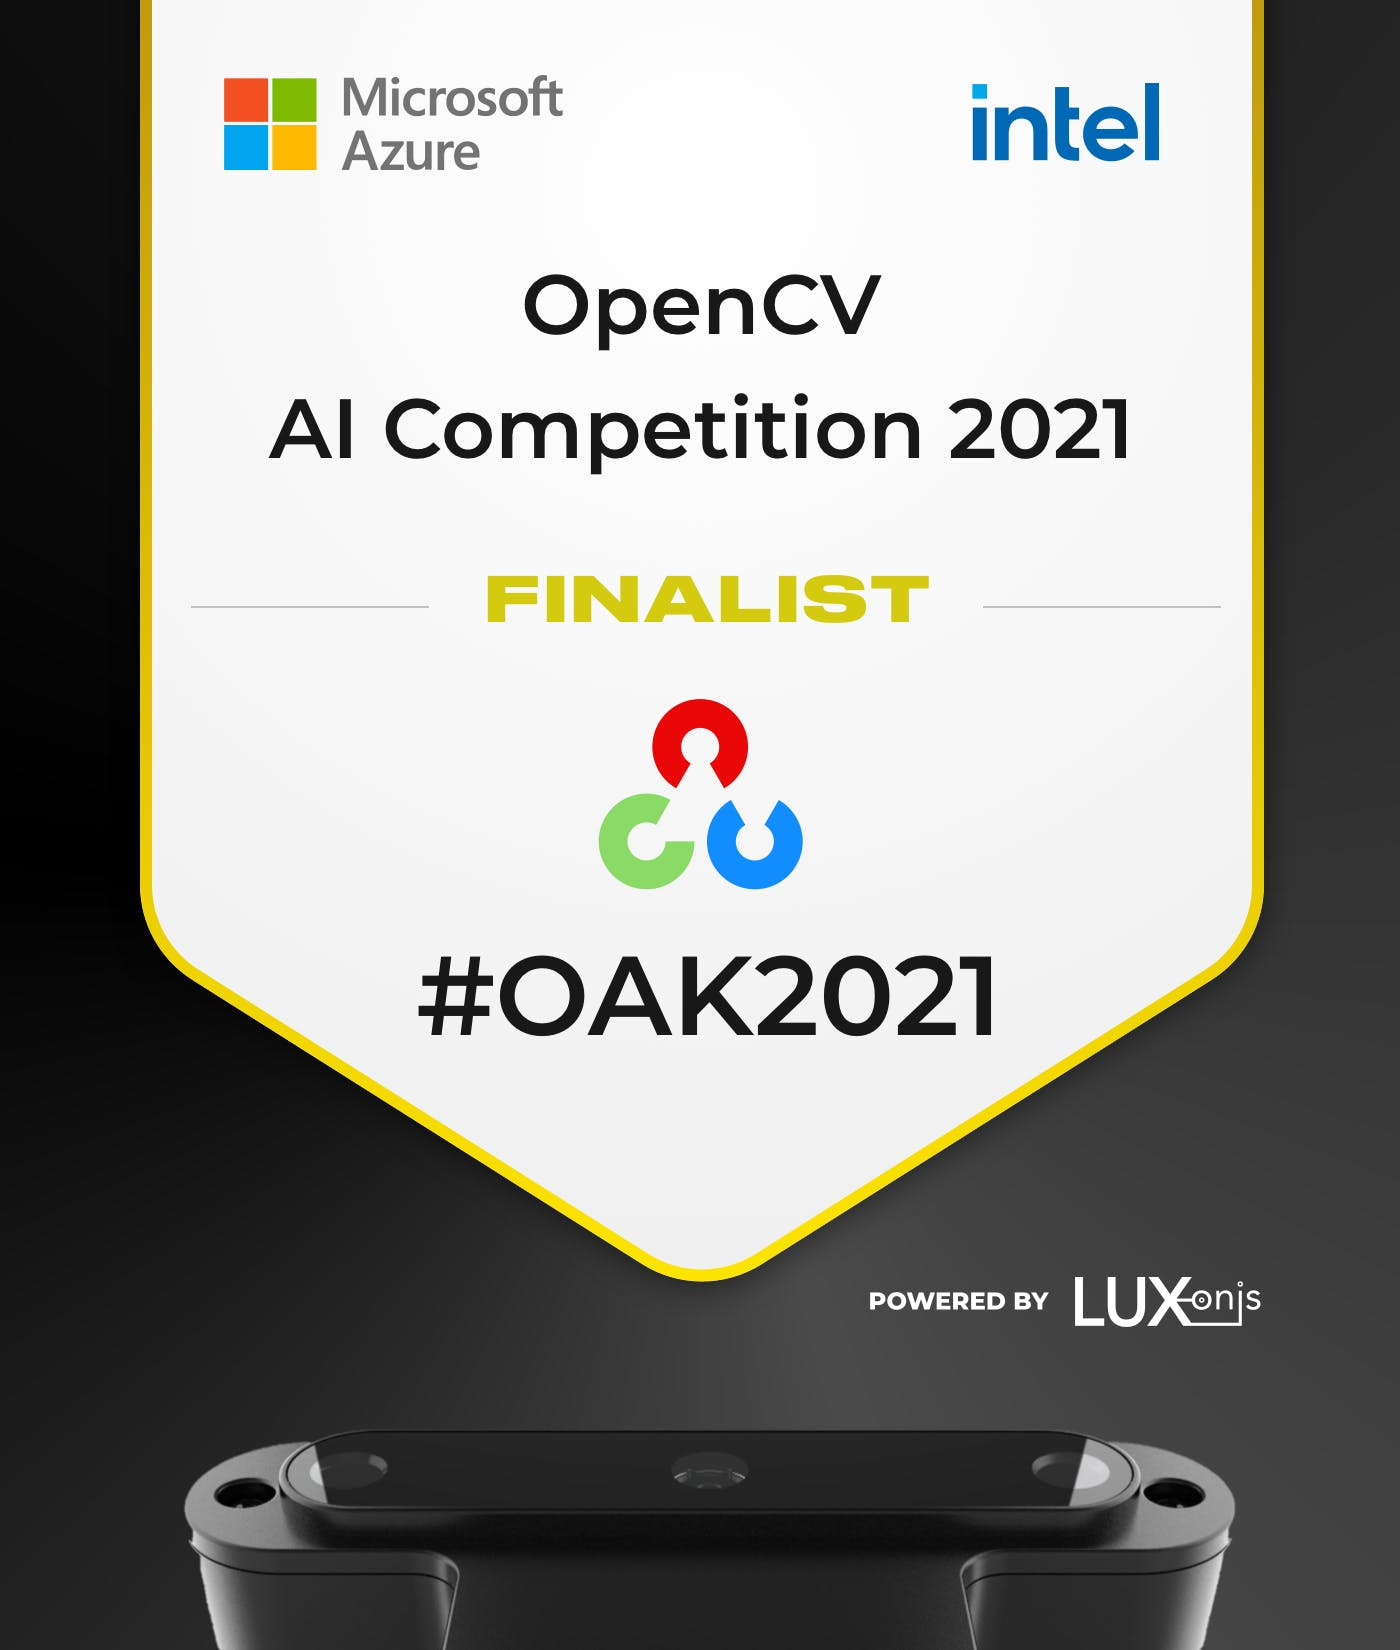 Microsoft
Azure
intel
OpenCV
AI Competition 2021
FINALIST
#OAK2021
POWERED BY LUXonis